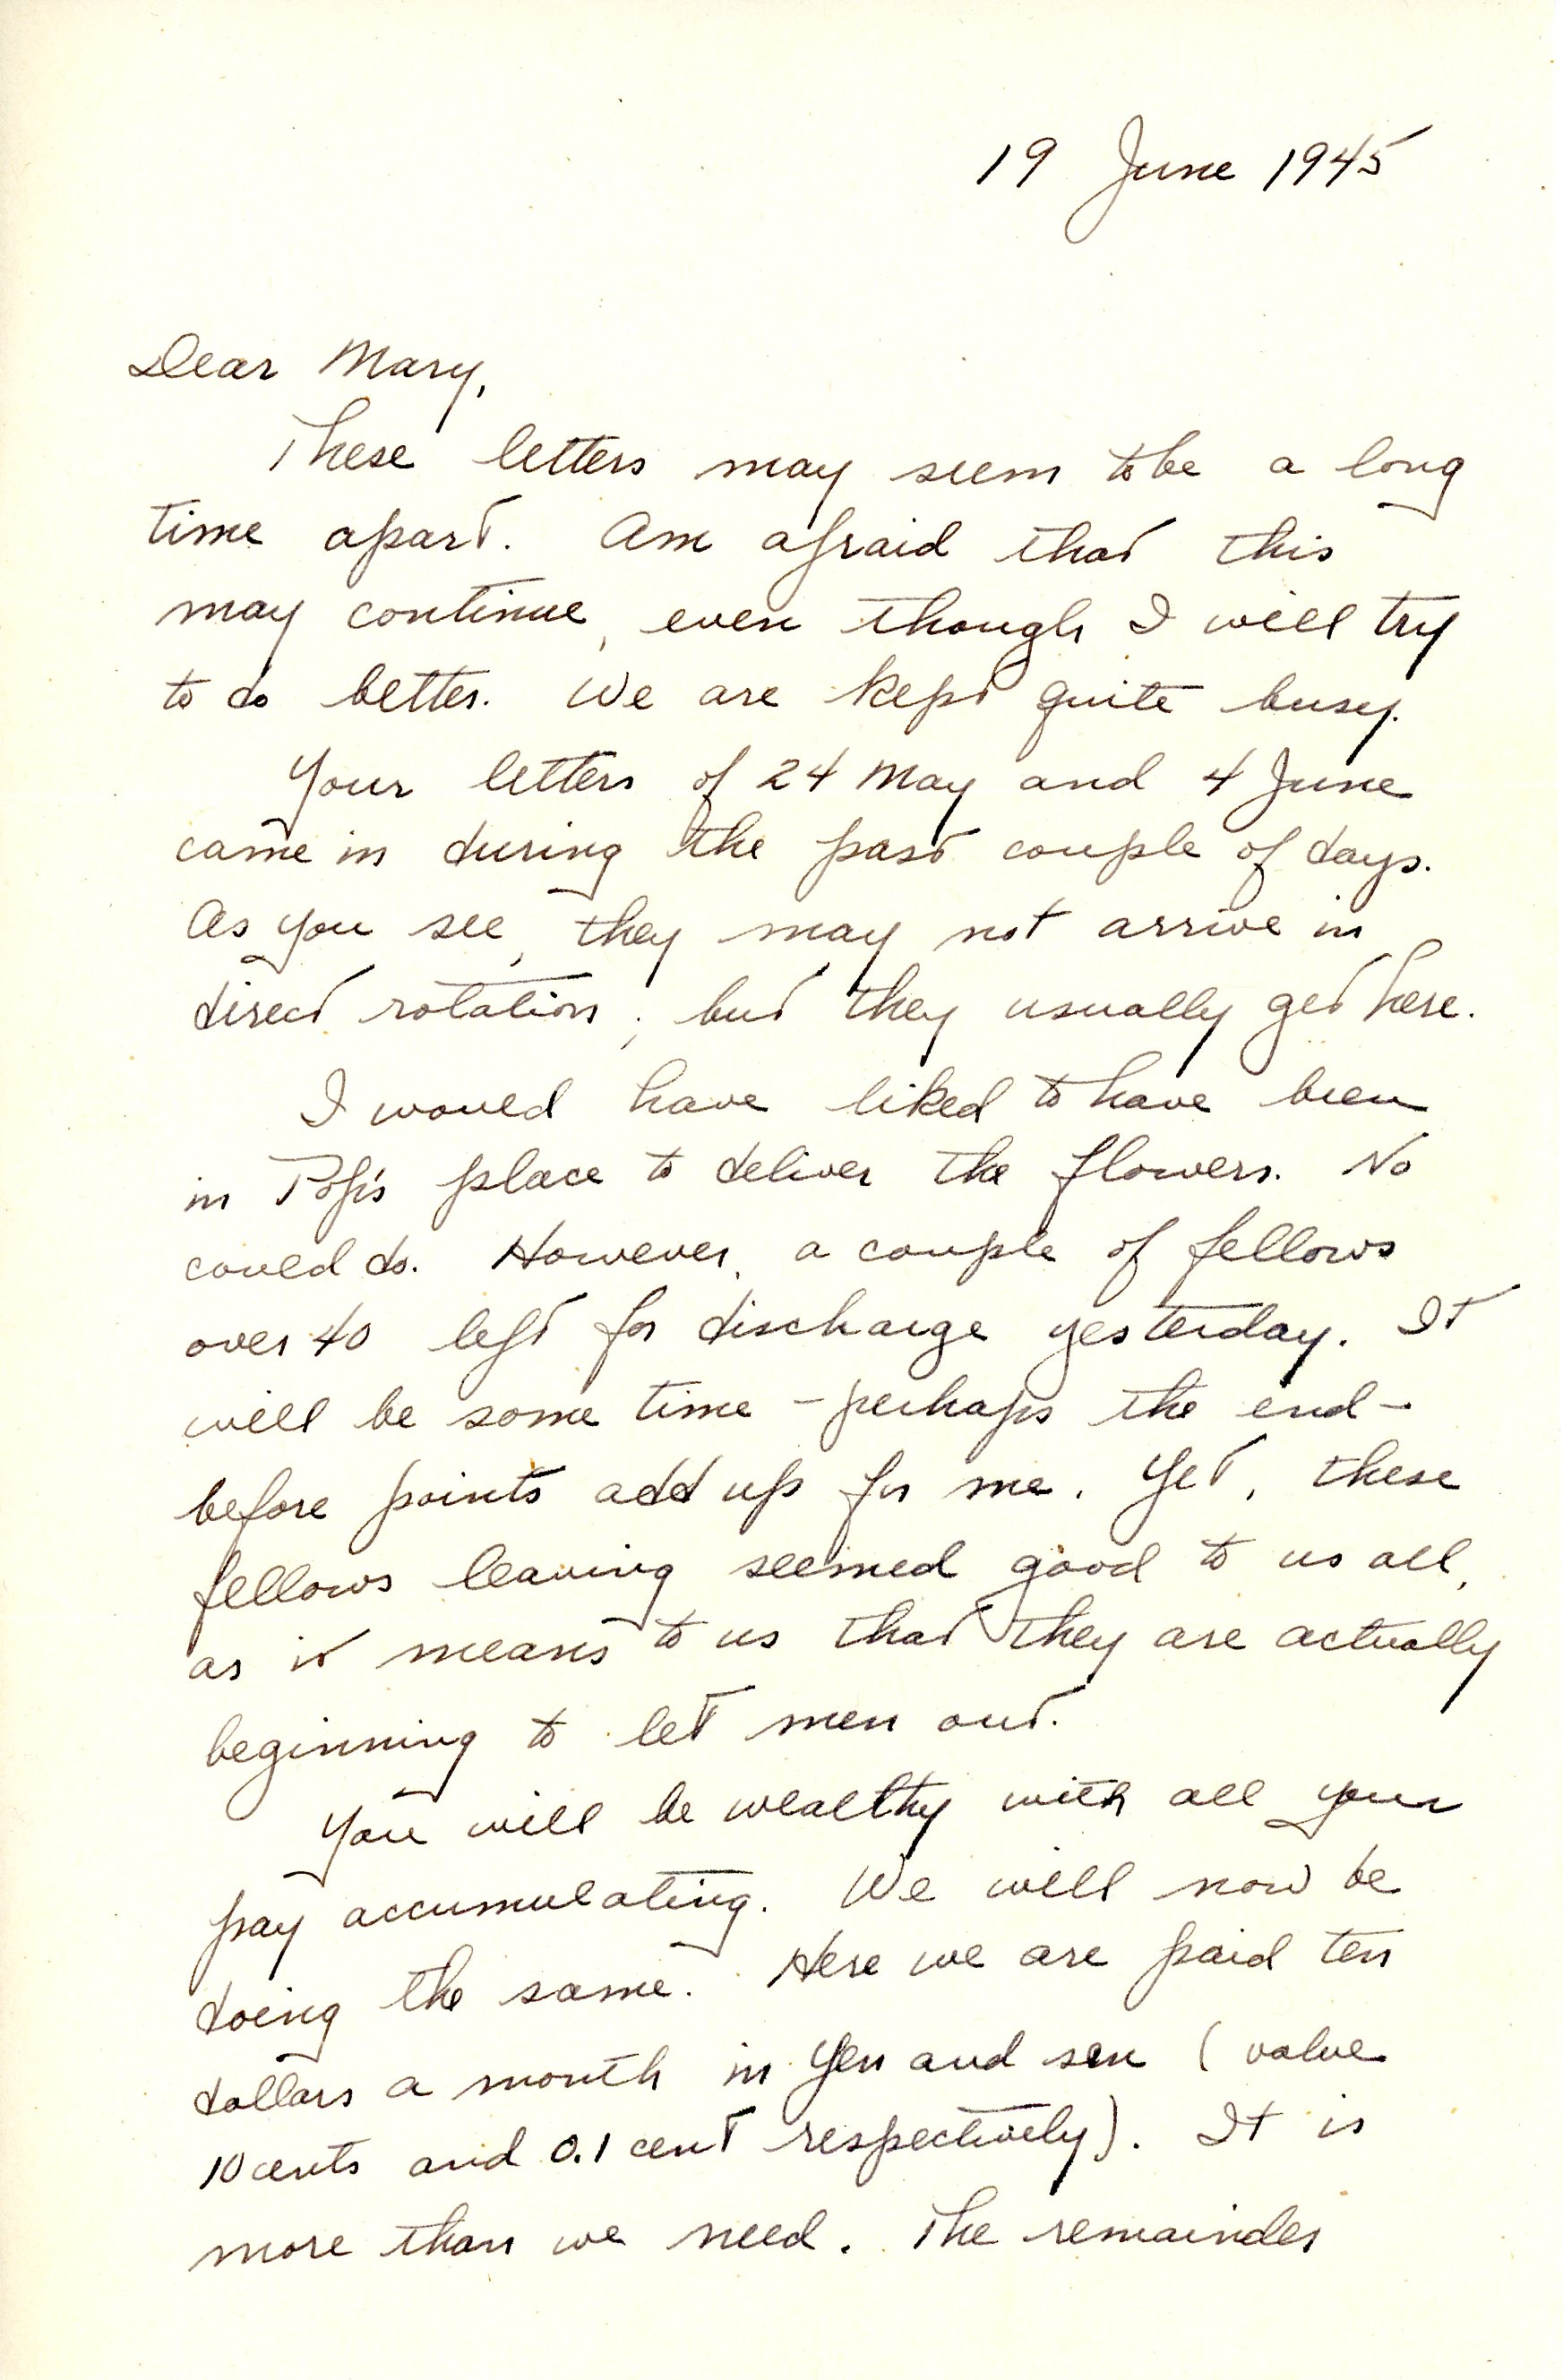 19 June 1945
Dear Mary,
These letters may seem to be a long
time apart. Am afraid that this
may continue, even though I will try
to do better. We are kept quite busy.
Your letters of 24 May and 4 June
came in during the past couple of days.
As you see, they may not arrive in
direct rotation; but they usually get here.
I would have liked to have been
in Pop's place to deliver the flowers. No
could do. However, a couple of fellows
over 40 left for discharge yesterday. It
will be some time - perhaps the end -
before points add up for me. Yet, these
fellows leaving seemed good to us all,
as it means to us that they are actually
beginning to let men out.
You will be wealthy with all your
pay accumulating. We will now be
doing the same. Here we are paid ten
dollars a month in Yen and sen (value
10 cents and 0.1 cent respectively). It is
more than we need. The remainder